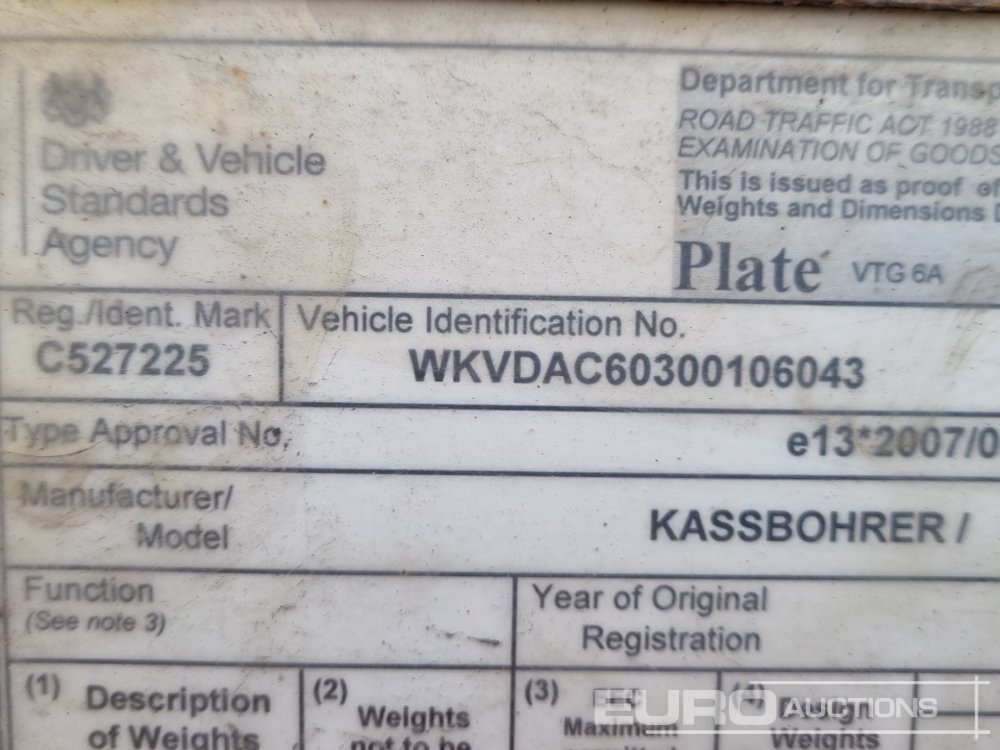 Driver & Vehicle
Standards
Agency
Department for Transp
ROAD TRAFFIC ACT 1988
EXAMINATION OF GOODS
This is issued as proof of
Weights and Dimensions
Plate VTG 6A
Reg./Ident. Mark
C527225
Vehicle Identification No.
WKVDAC60300106043
Type Approval No.
e13*2007/0
Manufacturer/
Model
KASSBOHRER /
Function
(See note 3)
Year of Original
Registration
(1) Description
of Weights
(2) Weights
not to be
(3) EC
Maximum
(4) Design
Weights
EURO AUCTIONS